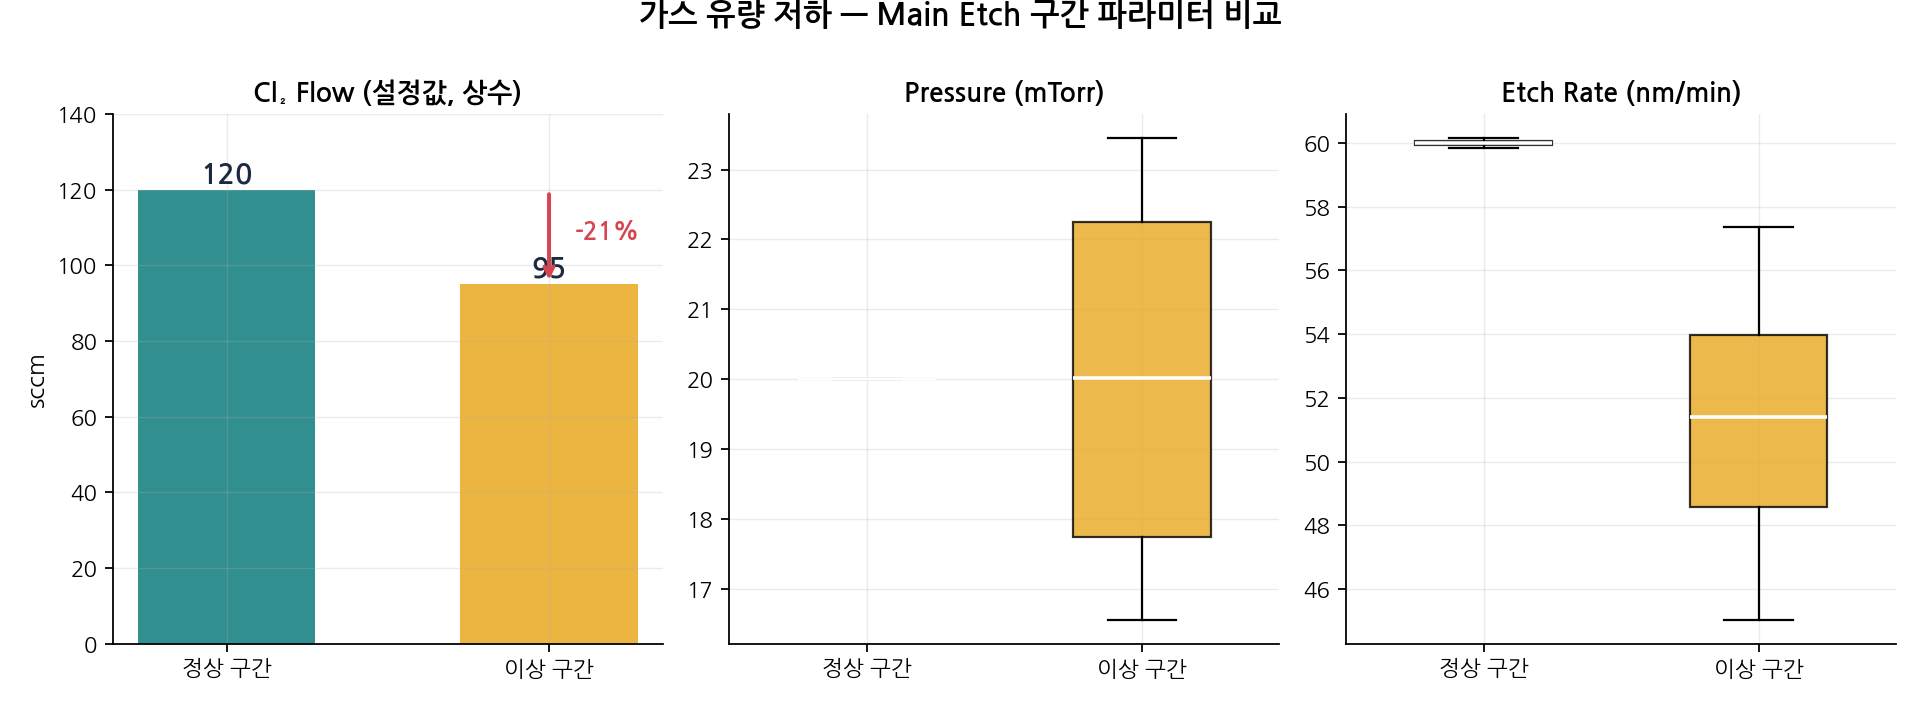 가스 유량 저하 — Main Etch 구간 파라미터 비교
Cl₂ Flow (설정값, 상수)
sccm
140
120
100
80
60
40
20
0
120
95
-21%
정상 구간
이상 구간
Pressure (mTorr)
23
22
21
20
19
18
17
정상 구간
이상 구간
Etch Rate (nm/min)
60
58
56
54
52
50
48
46
정상 구간
이상 구간